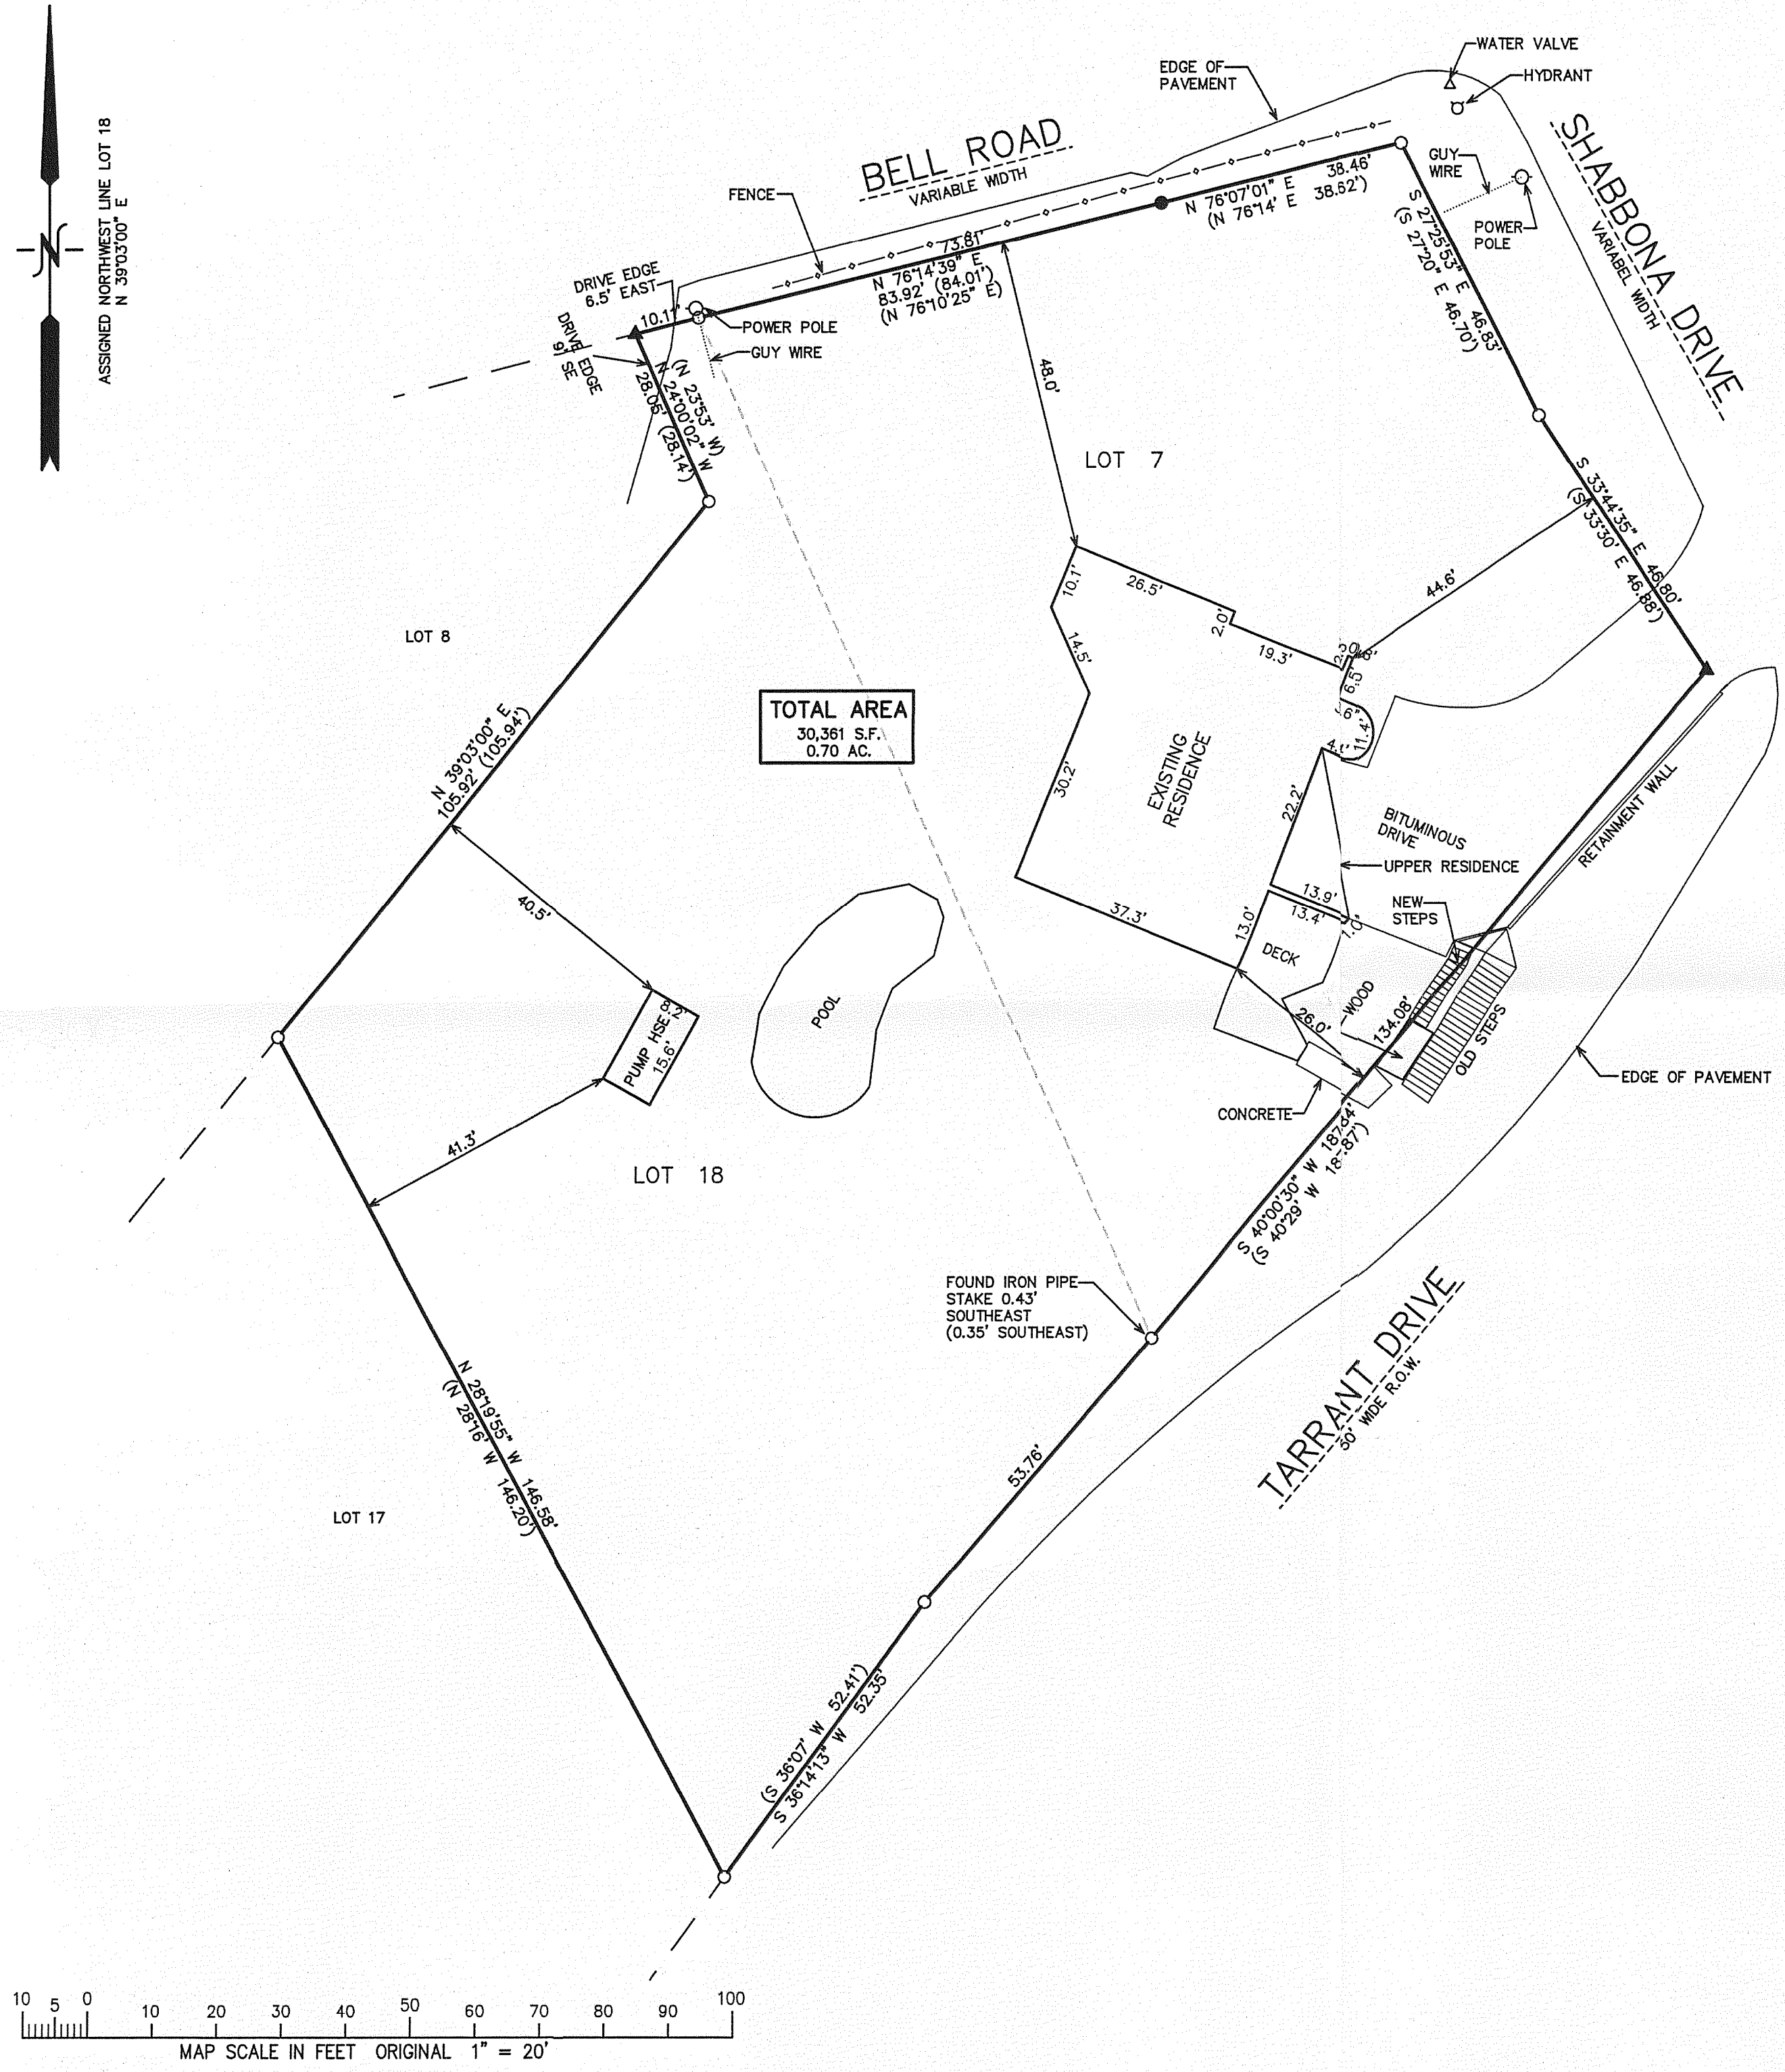 ASSIGNED NORTHWEST LINE LOT 18
N 39°03'00" E
N
WATER VALVE
HYDRANT
EDGE OF
PAVEMENT
BELL ROAD
VARIABLE WIDTH
FENCE
SHABBONA DRIVE
VARIABEL WIDTH
GUY
WIRE
POWER
POLE
38.46'
N 76°07'01" E
(N 76°14' E 38.62')
S 27°25'53" E 46.83'
(S 27°20' E 46.70')
73.81'
N 76°14'39" E
83.92' (84.01')
(N 76°10'25" E)
DRIVE EDGE
6.5' EAST
10.11'
POWER POLE
GUY WIRE
DRIVE EDGE
9' SE
(N 23°53' W)
N 24°00'02" W
28.05' (28.14')
48.0'
LOT 7
S 33°44'35" E 46.80'
(S 33°30' E 46.88')
44.6'
LOT 8
10.1'
26.5'
2.0'
19.3'
14.5'
6.5'
11.4'
TOTAL AREA
30,361 S.F.
0.70 AC.
N 39°03'00" E
105.92' (105.94')
EXISTING
RESIDENCE
30.2'
22.2'
BITUMINOUS
DRIVE
RETAINMENT WALL
UPPER RESIDENCE
13.9'
13.4'
1.0'
NEW
STEPS
37.3'
13.0'
DECK
40.5'
POOL
PUMP HSE
8.2'
15.6'
WOOD
26.0'
134.08'
OLD STEPS
EDGE OF PAVEMENT
CONCRETE
41.3'
LOT 18
S 40°00'30" W
(S 40°29' W
FOUND IRON PIPE
STAKE 0.43'
SOUTHEAST
(0.35' SOUTHEAST)
TARRANT DRIVE
50' WIDE R.O.W.
N 28°19'55" W 146.58'
(N 28°16' W 146.20')
53.76'
LOT 17
(S 36°07' W 52.41')
S 36°14'13" W 52.35'
10 5 0 10 20 30 40 50 60 70 80 90 100
MAP SCALE IN FEET ORIGINAL 1" = 20'